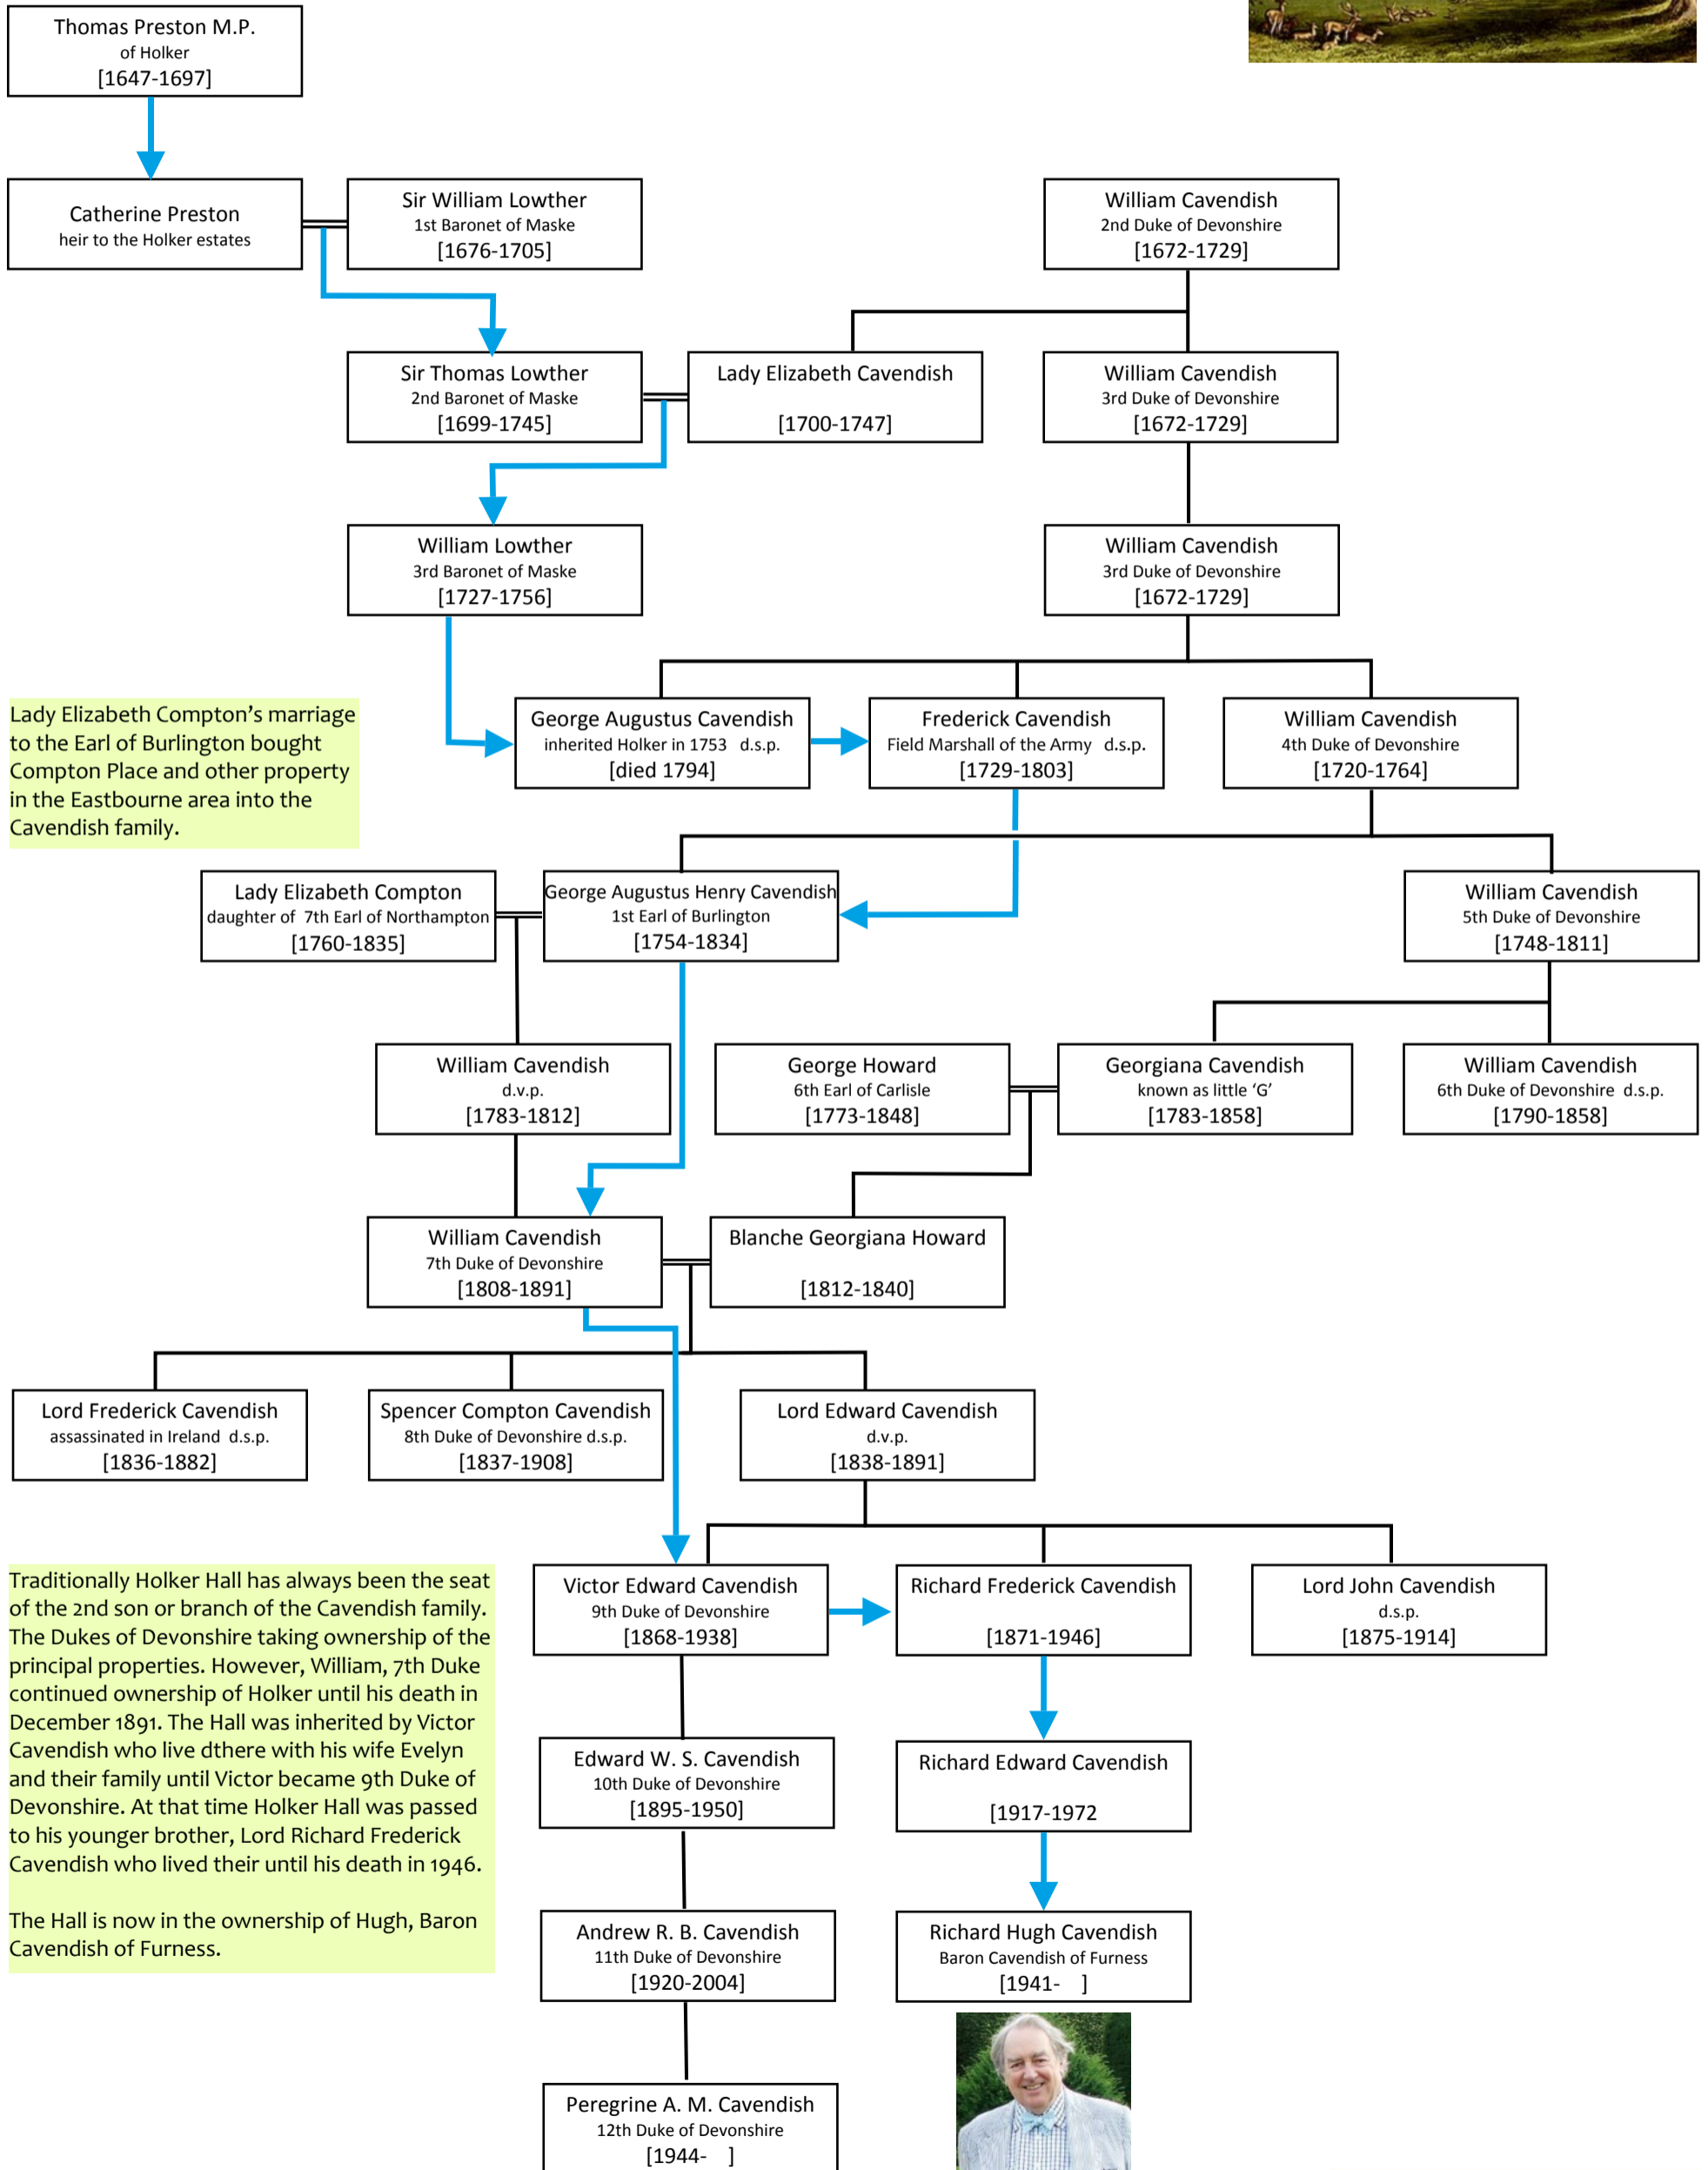 Thomas Preston M.P.
of Holker
[1647-1697]
Catherine Preston
heir to the Holker estates
Sir William Lowther
1st Baronet of Maske
[1676-1705]
William Cavendish
2nd Duke of Devonshire
[1672-1729]
Sir Thomas Lowther
2nd Baronet of Maske
[1699-1745]
Lady Elizabeth Cavendish
[1700-1747]
William Cavendish
3rd Duke of Devonshire
[1672-1729]
William Lowther
3rd Baronet of Maske
[1727-1756]
William Cavendish
3rd Duke of Devonshire
[1672-1729]
Lady Elizabeth Compton’s marriage
to the Earl of Burlington bought
Compton Place and other property
in the Eastbourne area into the
Cavendish family.
George Augustus Cavendish
inherited Holker in 1753 d.s.p.
[died 1794]
Frederick Cavendish
Field Marshall of the Army d.s.p.
[1729-1803]
William Cavendish
4th Duke of Devonshire
[1720-1764]
Lady Elizabeth Compton
daughter of 7th Earl of Northampton
[1760-1835]
George Augustus Henry Cavendish
1st Earl of Burlington
[1754-1834]
William Cavendish
5th Duke of Devonshire
[1748-1811]
William Cavendish
d.v.p.
[1783-1812]
George Howard
6th Earl of Carlisle
[1773-1848]
Georgiana Cavendish
known as little ‘G’
[1783-1858]
William Cavendish
6th Duke of Devonshire d.s.p.
[1790-1858]
William Cavendish
7th Duke of Devonshire
[1808-1891]
Blanche Georgiana Howard
[1812-1840]
Lord Frederick Cavendish
assassinated in Ireland d.s.p.
[1836-1882]
Spencer Compton Cavendish
8th Duke of Devonshire d.s.p.
[1837-1908]
Lord Edward Cavendish
d.v.p.
[1838-1891]
Traditionally Holker Hall has always been the seat
of the 2nd son or branch of the Cavendish family.
The Dukes of Devonshire taking ownership of the
principal properties. However, William, 7th Duke
continued ownership of Holker until his death in
December 1891. The Hall was inherited by Victor
Cavendish who live dthere with his wife Evelyn
and their family until Victor became 9th Duke of
Devonshire. At that time Holker Hall was passed
to his younger brother, Lord Richard Frederick
Cavendish who lived their until his death in 1946.
The Hall is now in the ownership of Hugh, Baron
Cavendish of Furness.
Victor Edward Cavendish
9th Duke of Devonshire
[1868-1938]
Richard Frederick Cavendish
[1871-1946]
Lord John Cavendish
d.s.p.
[1875-1914]
Edward W. S. Cavendish
10th Duke of Devonshire
[1895-1950]
Richard Edward Cavendish
[1917-1972
Andrew R. B. Cavendish
11th Duke of Devonshire
[1920-2004]
Richard Hugh Cavendish
Baron Cavendish of Furness
[1941- ]
Peregrine A. M. Cavendish
12th Duke of Devonshire
[1944- ]